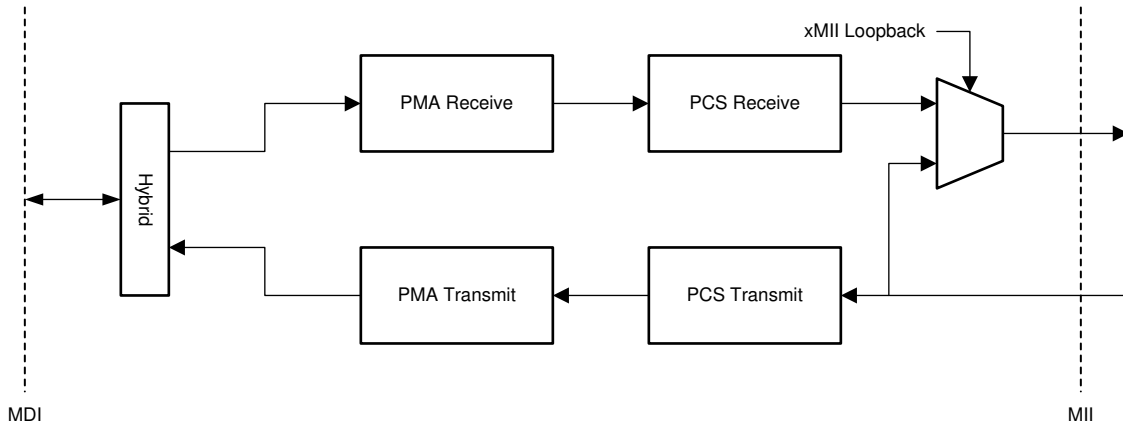 xMII Loopback
PMA Receive
PCS Receive
Hybrid
PMA Transmit
PCS Transmit
MDI
MII